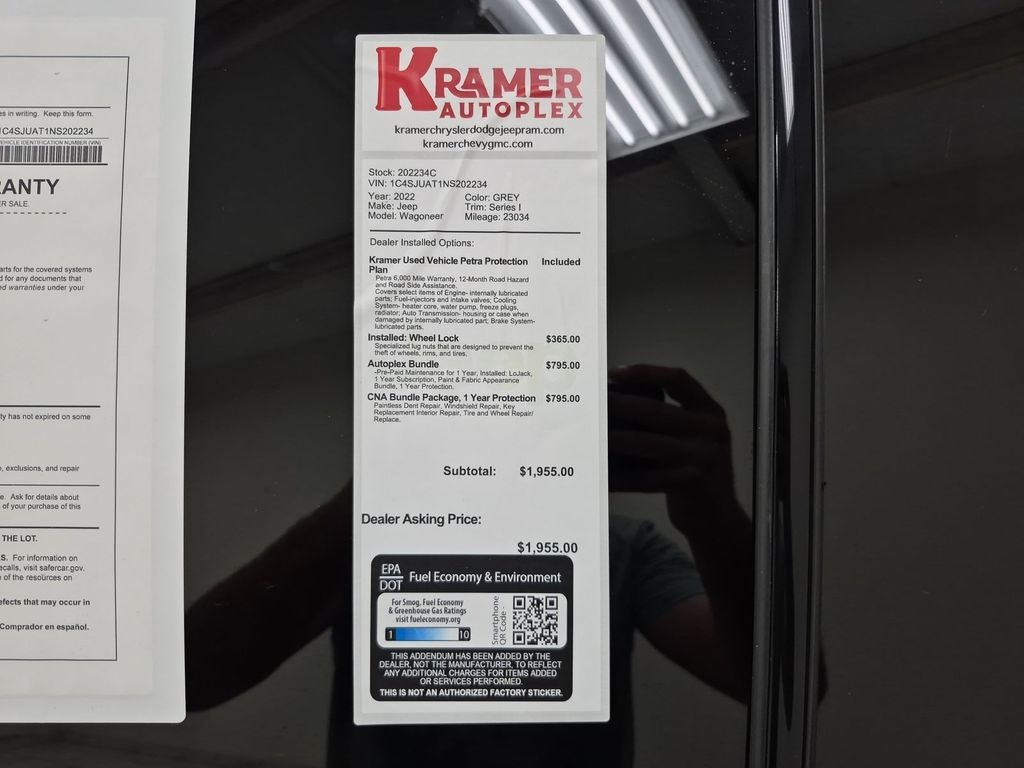 es in writing. Keep this form.
1C4SJUAT1NS202234
VEHICLE IDENTIFICATION NUMBER (VIN)
RANTY
ER SALE.
arts for the covered systems
d for any documents that
ed warranties under your
ty has not expired on some
, exclusions, and repair
e. Ask for details about
of your purchase of this
THE LOT.
S. For information on
ecalls, visit safercar.gov.
of the resources on
efects that may occur in
Comprador en español.
KRAMER
AUTOPLEX
kramerchryslerdodgejeepram.com
kramerchevygmc.com
Stock: 202234C
VIN: 1C4SJUAT1NS202234
Year: 2022 Color: GREY
Make: Jeep Trim: Series I
Model: Wagoneer Mileage: 23034
Dealer Installed Options:
Kramer Used Vehicle Petra Protection Included
Plan
Petra 6,000 Mile Warranty, 12-Month Road Hazard
and Road Side Assistance.
Covers select items of Engine- internally lubricated
parts; Fuel-injectors and intake valves; Cooling
System- heater core, water pump, freeze plugs,
radiator; Auto Transmission- housing or case when
damaged by internally lubricated part; Brake System-
lubricated parts.
Installed: Wheel Lock $365.00
Specialized lug nuts that are designed to prevent the
theft of wheels, rims, and tires.
Autoplex Bundle $795.00
-Pre-Paid Maintenance for 1 Year, Installed: LoJack,
1 Year Subscription, Paint & Fabric Appearance
Bundle, 1 Year Protection.
CNA Bundle Package, 1 Year Protection $795.00
Paintless Dent Repair, Windshield Repair, Key
Replacement Interior Repair, Tire and Wheel Repair/
Replace.
Subtotal: $1,955.00
Dealer Asking Price:
$1,955.00
EPA
DOT Fuel Economy & Environment
For Smog, Fuel Economy
& Greenhouse Gas Ratings
visit fueleconomy.org
1 10
Smartphone
QR Code -
THIS ADDENDUM HAS BEEN ADDED BY THE
DEALER, NOT THE MANUFACTURER, TO REFLECT
ANY ADDITIONAL CHARGES FOR ITEMS ADDED
OR SERVICES PERFORMED.
THIS IS NOT AN AUTHORIZED FACTORY STICKER.